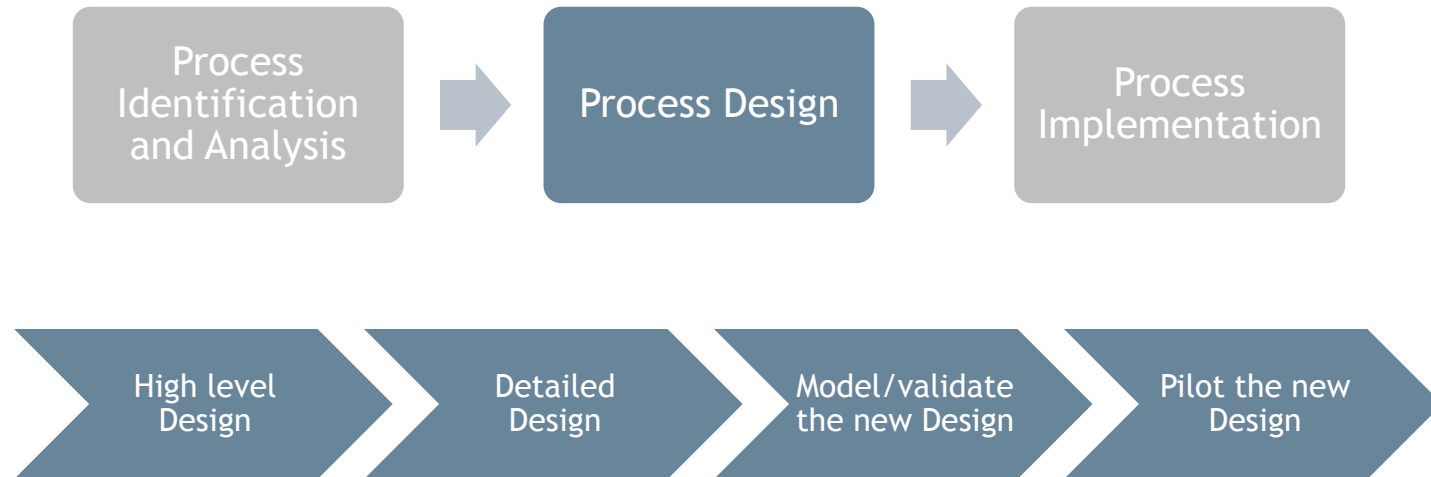 Process
Identification
and Analysis
Process Design
Process
Implementation
High level
Design
Detailed
Design
Model/validate
the new Design
Pilot the new
Design